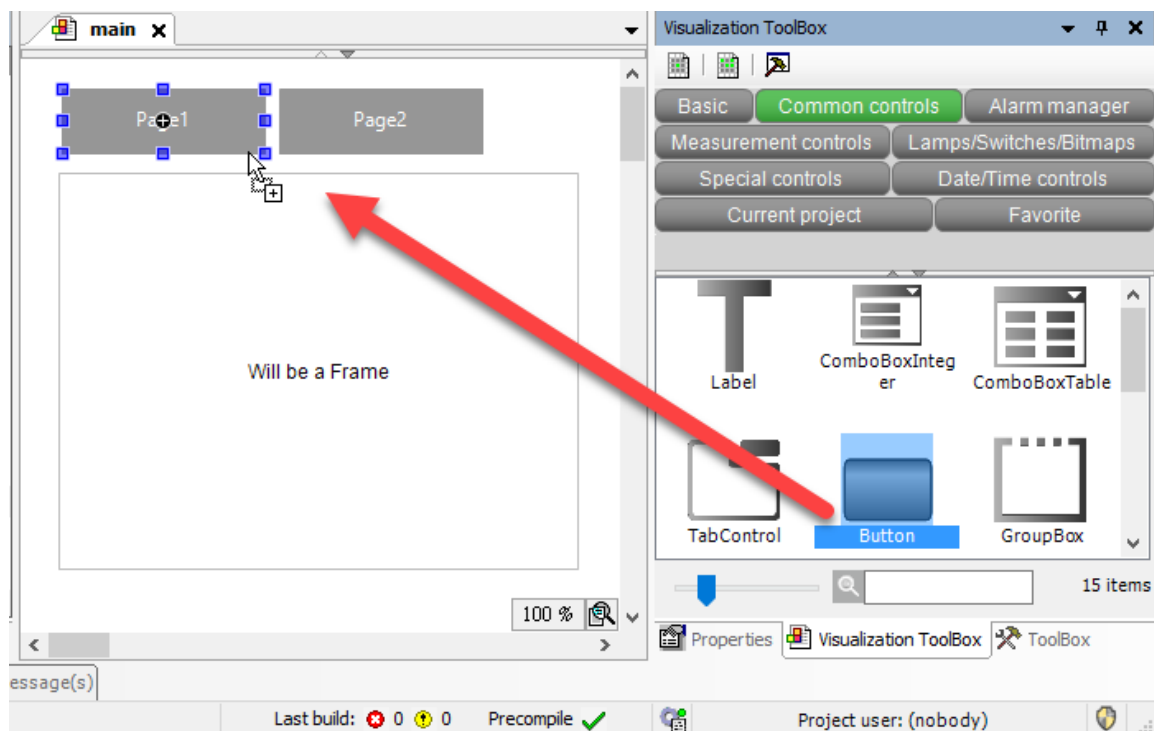 main
Visualization ToolBox
Page1
Page2
Will be a Frame
100 %
Basic
Common controls
Alarm manager
Measurement controls
Lamps/Switches/Bitmaps
Special controls
Date/Time controls
Current project
Favorite
Label
ComboBoxInteg
er
ComboBoxTable
TabControl
Button
GroupBox
15 items
Properties
Visualization ToolBox
ToolBox
essage(s)
Last build: 0 0 Precompile
Project user: (nobody)